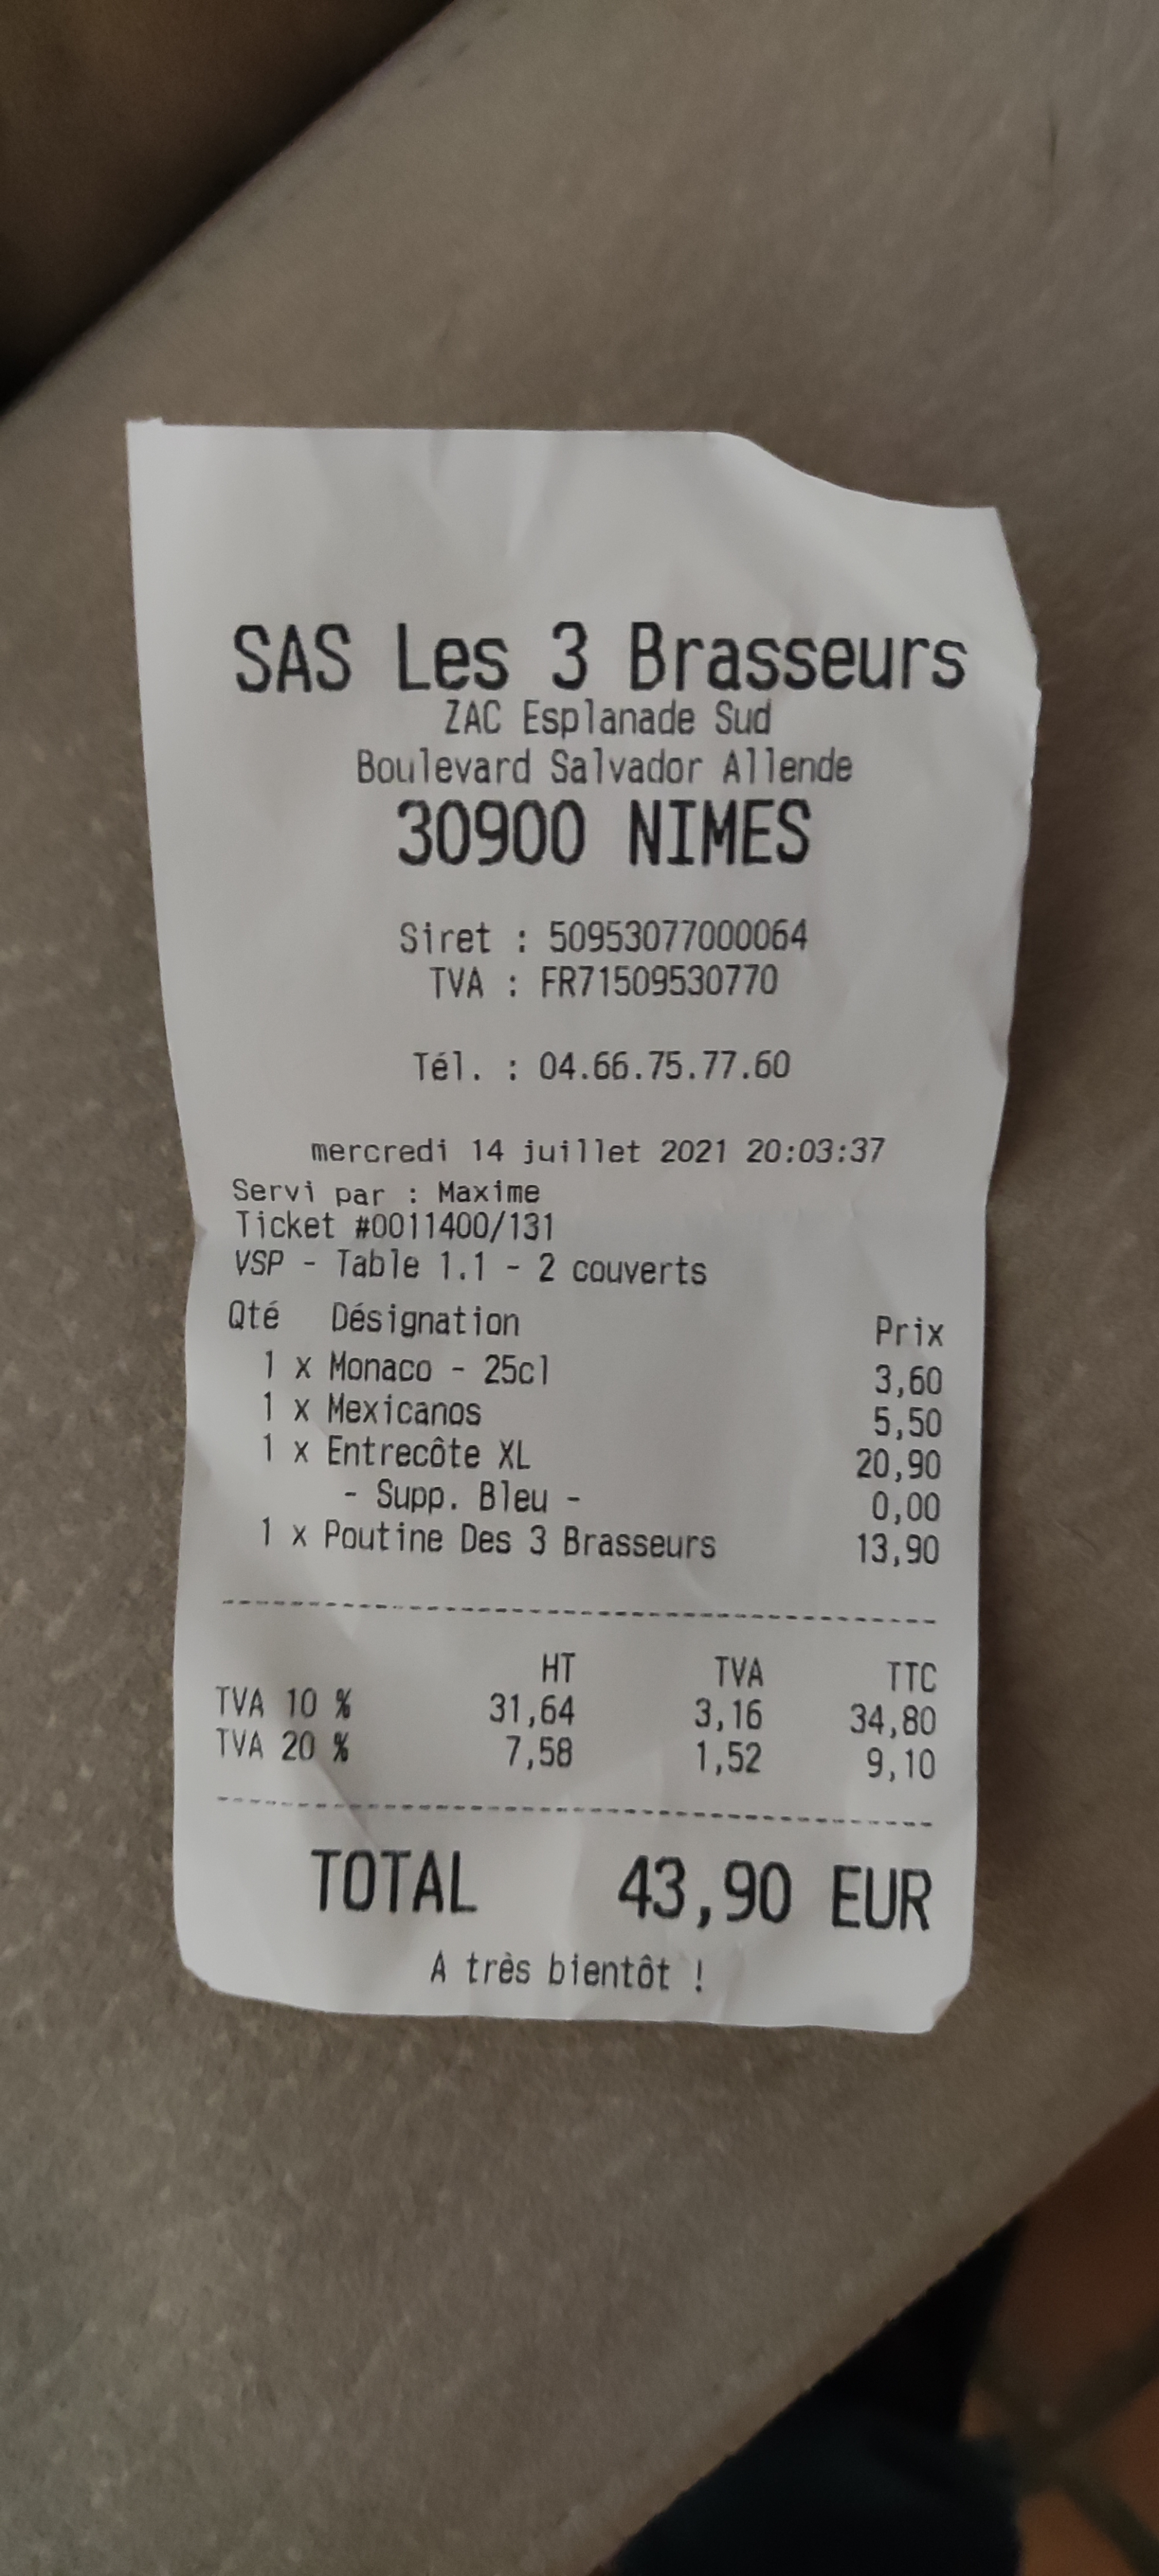 SAS Les 3 Brasseurs
ZAC Esplanade Sud
Boulevard Salvador Allende
30900 NIMES
Siret : 50953077000064
TVA : FR71509530770
Tél. : 04.66.75.77.60
mercredi 14 juillet 2021 20:03:37
Servi par : Maxime
Ticket #0011400/131
VSP - Table 1.1 - 2 couverts
Qté Désignation Prix
1 x Monaco - 25cl 3,60
1 x Mexicanos 5,50
1 x Entrecôte XL 20,90
- Supp. Bleu - 0,00
1 x Poutine Des 3 Brasseurs 13,90
HT TVA TTC
TVA 10 % 31,64 3,16 34,80
TVA 20 % 7,58 1,52 9,10
TOTAL 43,90 EUR
A très bientôt !